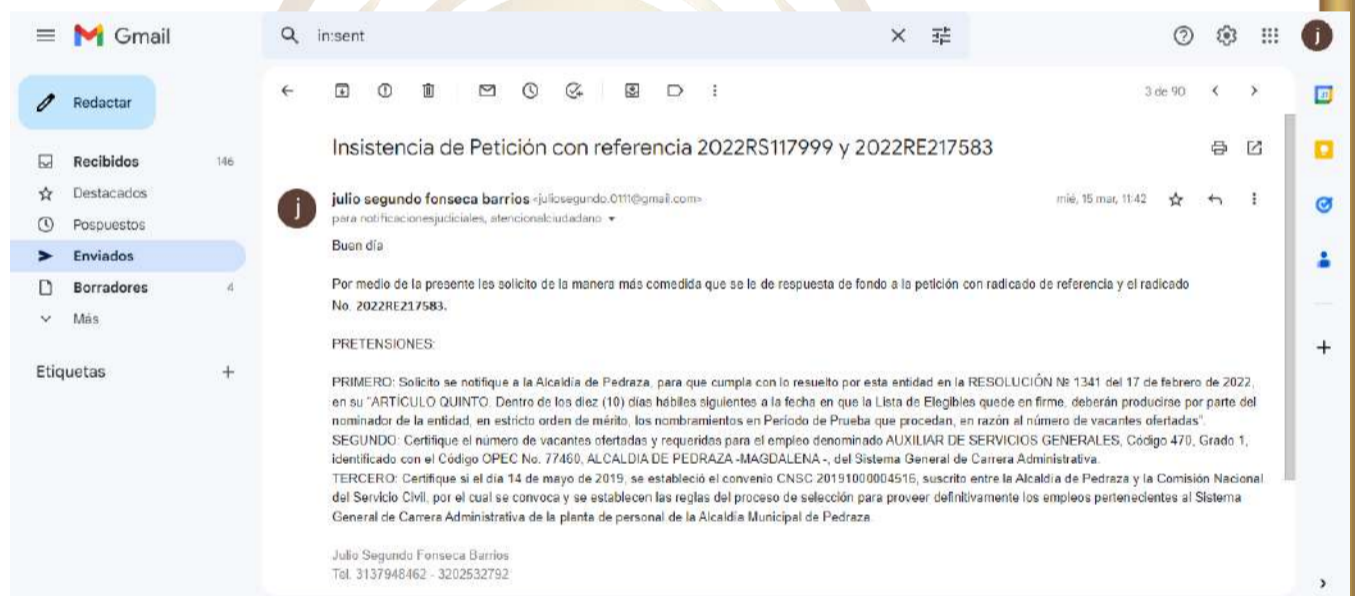 Gmail
in:sent
Redactar
3 de 90
Insistencia de Petición con referencia 2022RS117999 y 2022RE217583
Recibidos 146
Destacados
Pospuestos
Enviados
Borradores 4
Más
Etiquetas
j
julio segundo fonseca barrios <juliosegundo.0111@gmail.com>
mié, 15 mar, 11:42
para notificacionesjudiciales, atencionalciudadano
Buen día
Por medio de la presente les solicito de la manera más comedida que se le de respuesta de fondo a la petición con radicado de referencia y el radicado
No. 2022RE217583.
PRETENSIONES:
PRIMERO: Solicito se notifique a la Alcaldía de Pedraza, para que cumpla con lo resuelto por esta entidad en la RESOLUCIÓN № 1341 del 17 de febrero de 2022,
en su "ARTÍCULO QUINTO. Dentro de los diez (10) días hábiles siguientes a la fecha en que la Lista de Elegibles quede en firme, deberán producirse por parte del
nominador de la entidad, en estricto orden de mérito, los nombramientos en Período de Prueba que procedan, en razón al número de vacantes ofertadas".
SEGUNDO: Certifique el número de vacantes ofertadas y requeridas para el empleo denominado AUXILIAR DE SERVICIOS GENERALES, Código 470, Grado 1,
identificado con el Código OPEC No. 77460, ALCALDIA DE PEDRAZA -MAGDALENA -, del Sistema General de Carrera Administrativa.
TERCERO: Certifique si el día 14 de mayo de 2019, se estableció el convenio CNSC 20191000004516, suscrito entre la Alcaldía de Pedraza y la Comisión Nacional
del Servicio Civil, por el cual se convoca y se establecen las reglas del proceso de selección para proveer definitivamente los empleos pertenecientes al Sistema
General de Carrera Administrativa de la planta de personal de la Alcaldía Municipal de Pedraza.
Julio Segundo Fonseca Barrios
Tel. 3137948462 - 3202532792
j